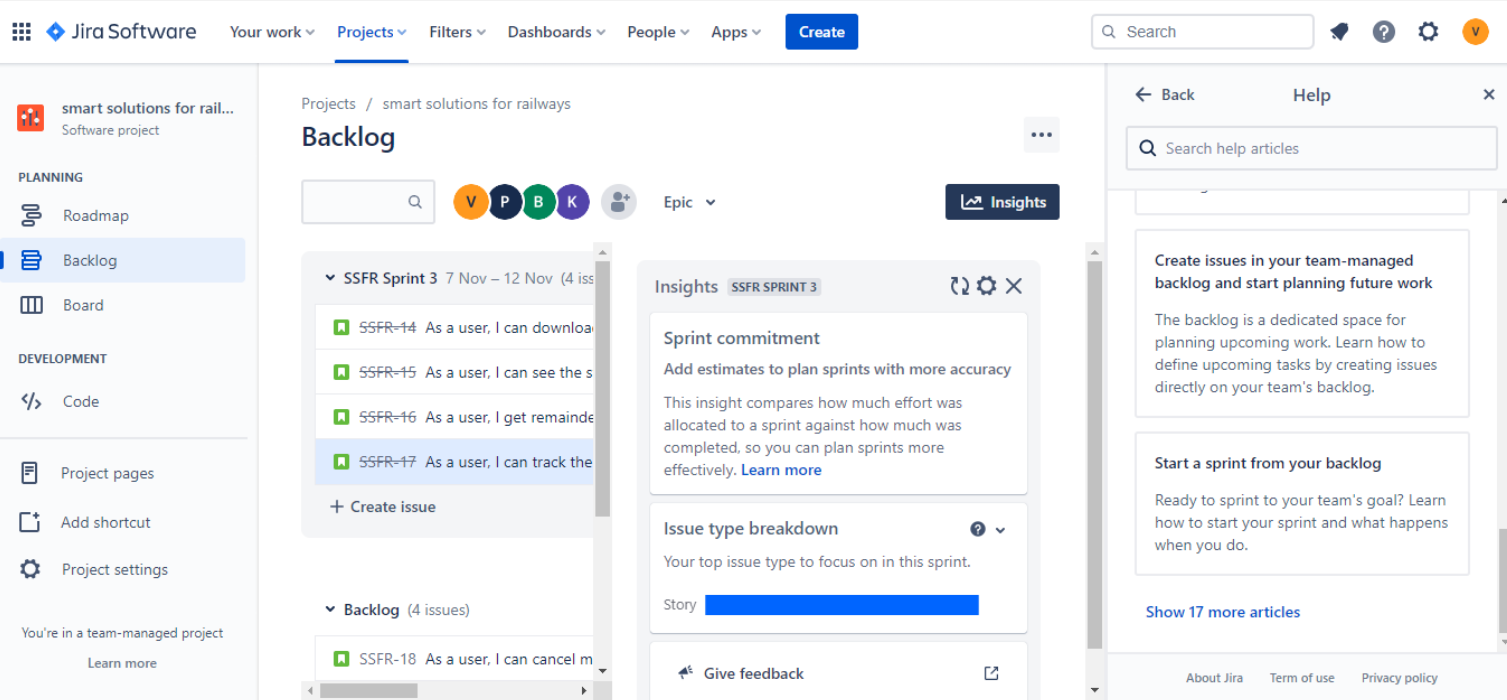 Jira Software
Your work
Projects
Filters
Dashboards
People
Apps
Create
Search
V
smart solutions for rail...
Software project
PLANNING
Roadmap
Backlog
Board
DEVELOPMENT
Code
Project pages
Add shortcut
Project settings
You're in a team-managed project
Learn more
Projects / smart solutions for railways
Backlog
V P B K
Epic
Insights
SSFR Sprint 3 7 Nov – 12 Nov (4 iss
SSFR-14 As a user, I can downloa
SSFR-15 As a user, I can see the s
SSFR-16 As a user, I get remainde
SSFR-17 As a user, I can track the
+ Create issue
Backlog (4 issues)
SSFR-18 As a user, I can cancel m
Insights SSFR SPRINT 3
Sprint commitment
Add estimates to plan sprints with more accuracy
This insight compares how much effort was
allocated to a sprint against how much was
completed, so you can plan sprints more
effectively. Learn more
Issue type breakdown
Your top issue type to focus on in this sprint.
Story
Give feedback
Back
Help
Search help articles
Create issues in your team-managed
backlog and start planning future work
The backlog is a dedicated space for
planning upcoming work. Learn how to
define upcoming tasks by creating issues
directly on your team's backlog.
Start a sprint from your backlog
Ready to sprint to your team's goal? Learn
how to start your sprint and what happens
when you do.
Show 17 more articles
About Jira
Term of use
Privacy policy